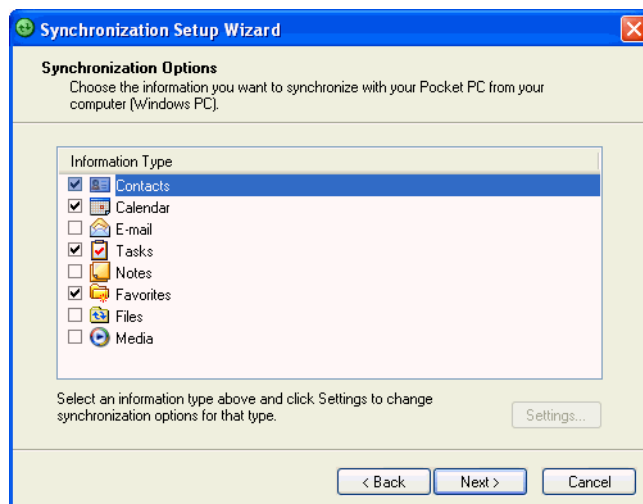 Synchronization Setup Wizard
Synchronization Options
Choose the information you want to synchronize with your Pocket PC from your
computer (Windows PC).
Information Type
Contacts
Calendar
E-mail
Tasks
Notes
Favorites
Files
Media
Select an information type above and click Settings to change
synchronization options for that type.
Settings...
< Back
Next >
Cancel